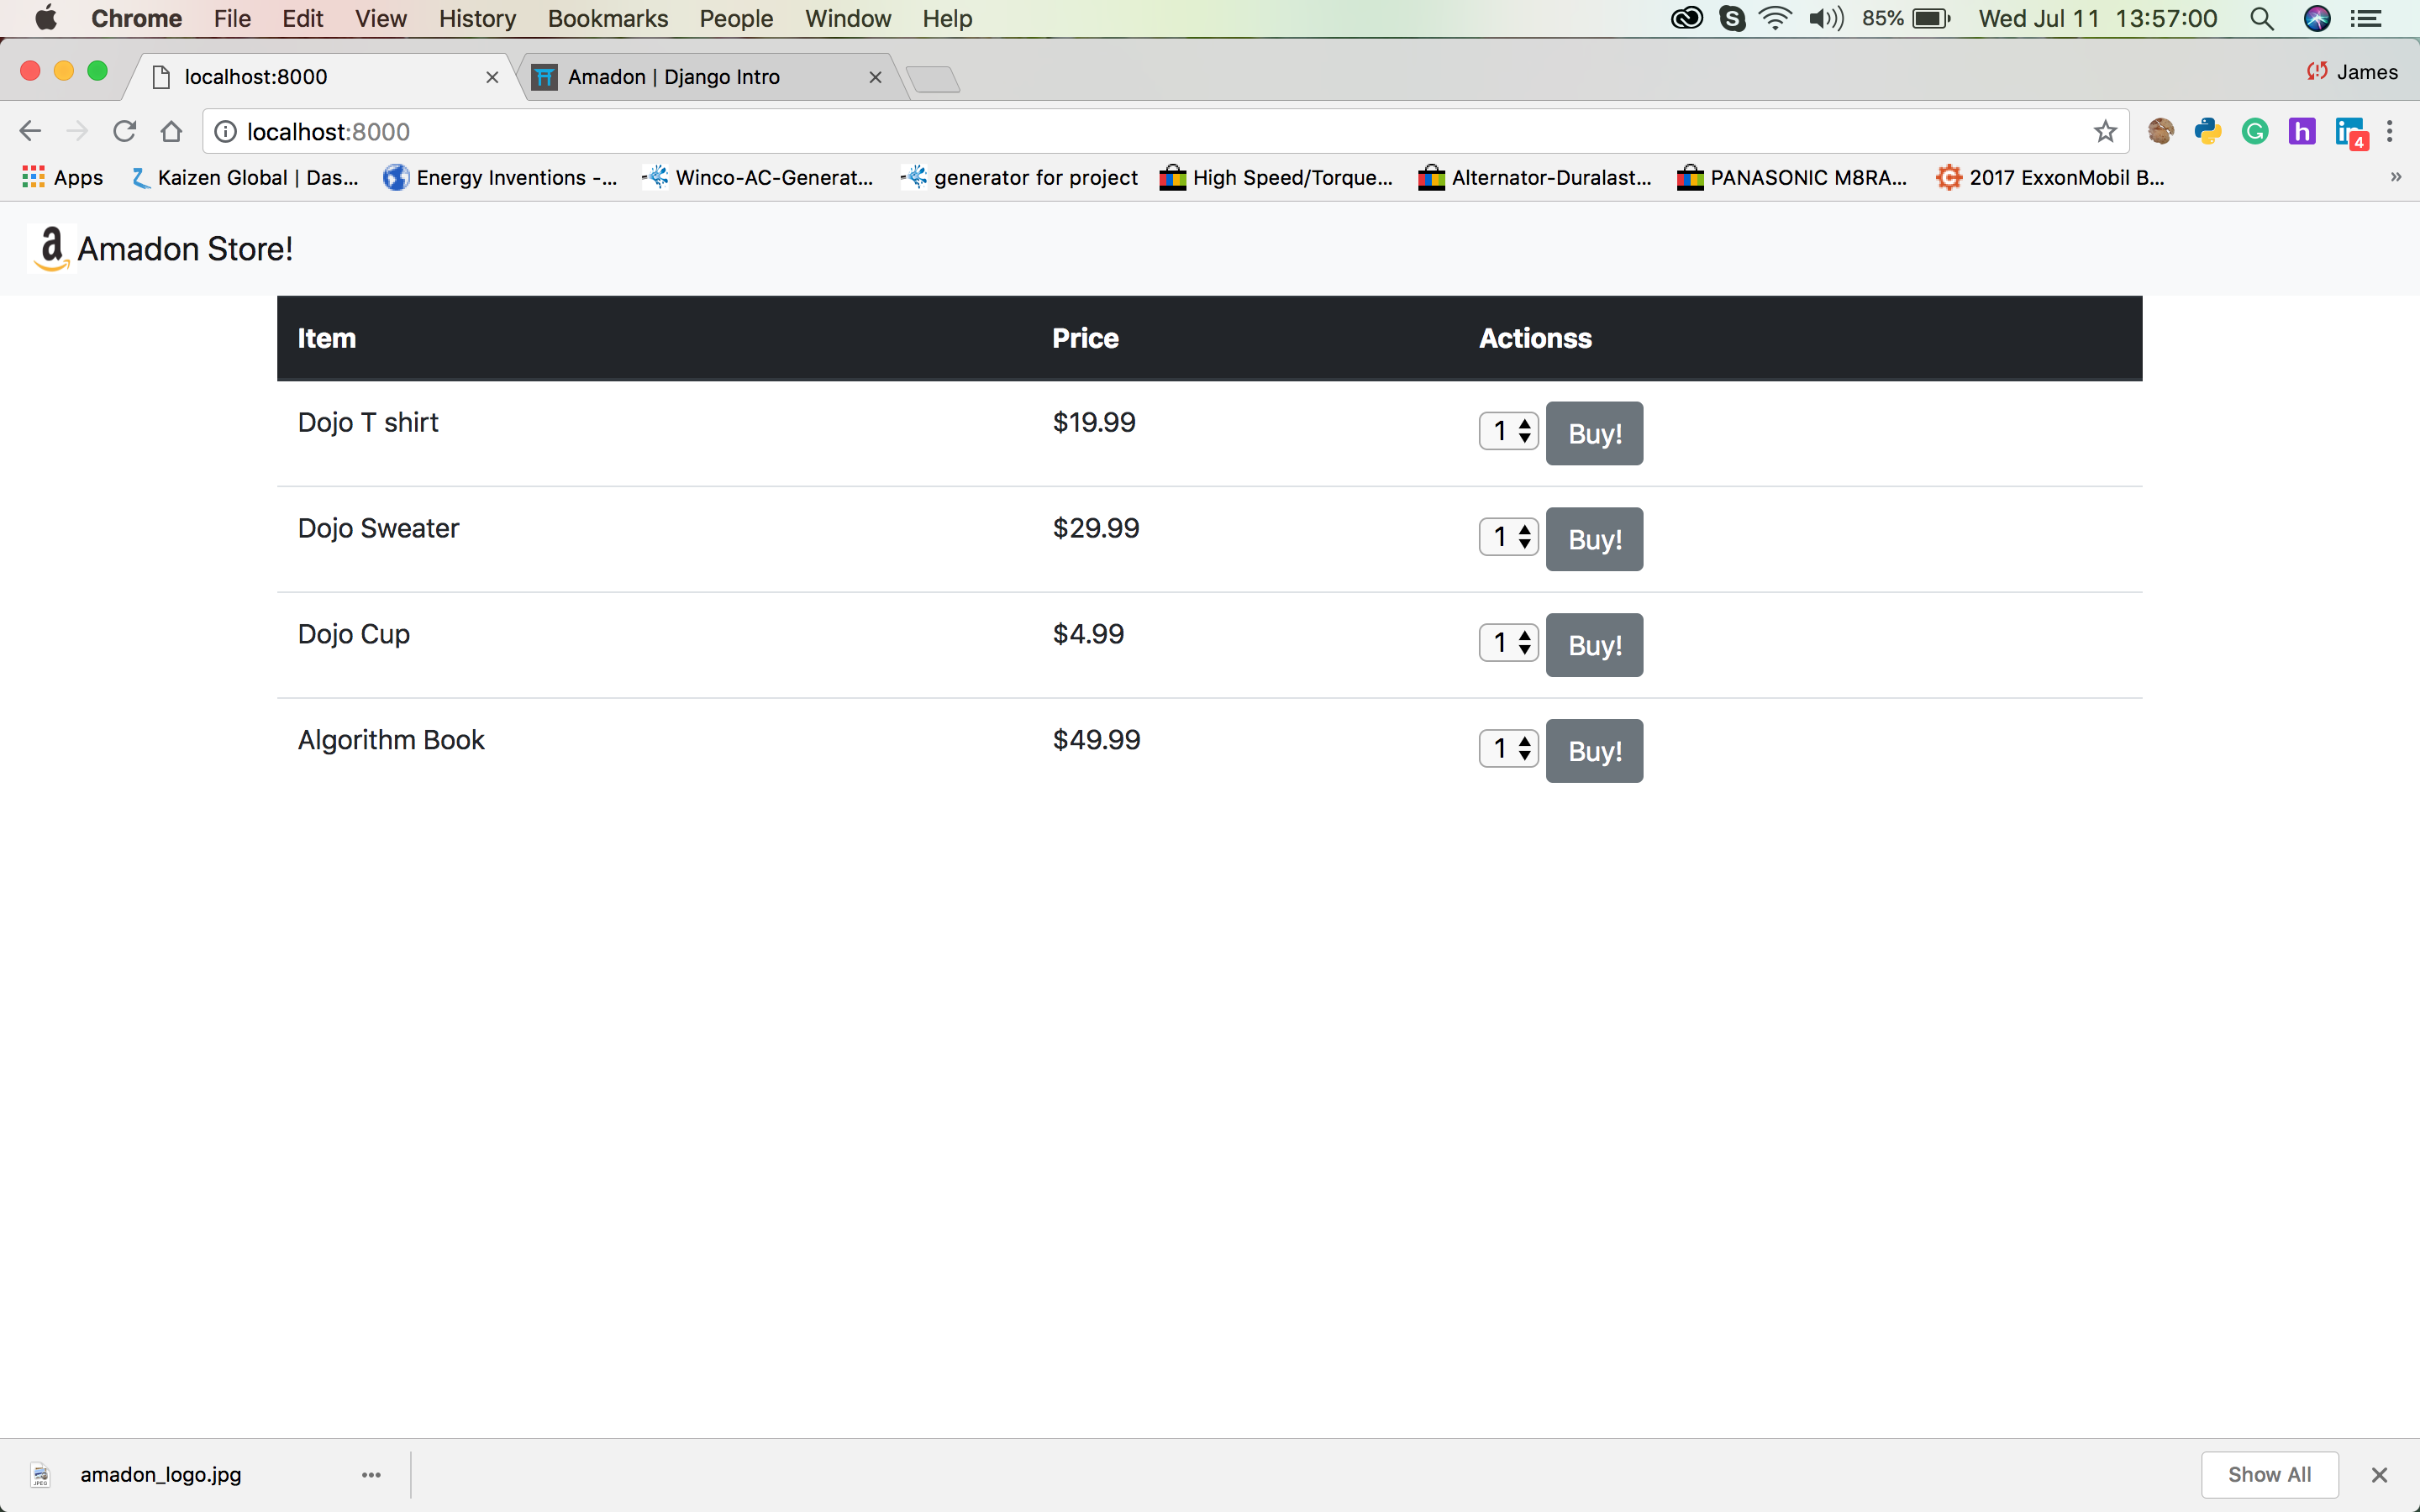 Chrome File Edit View History Bookmarks People Window Help 85% Wed Jul 11 13:57:00
localhost:8000 Amadon | Django Intro James
localhost:8000 4
Apps Kaizen Global | Das... Energy Inventions -... Winco-AC-Generat... generator for project High Speed/Torque... Alternator-Duralast... PANASONIC M8RA... 2017 ExxonMobil B... »
a Amadon Store!
Item Price Actionss
Dojo T shirt $19.99 1 Buy!
Dojo Sweater $29.99 1 Buy!
Dojo Cup $4.99 1 Buy!
Algorithm Book $49.99 1 Buy!
JPEG amadon_logo.jpg Show All